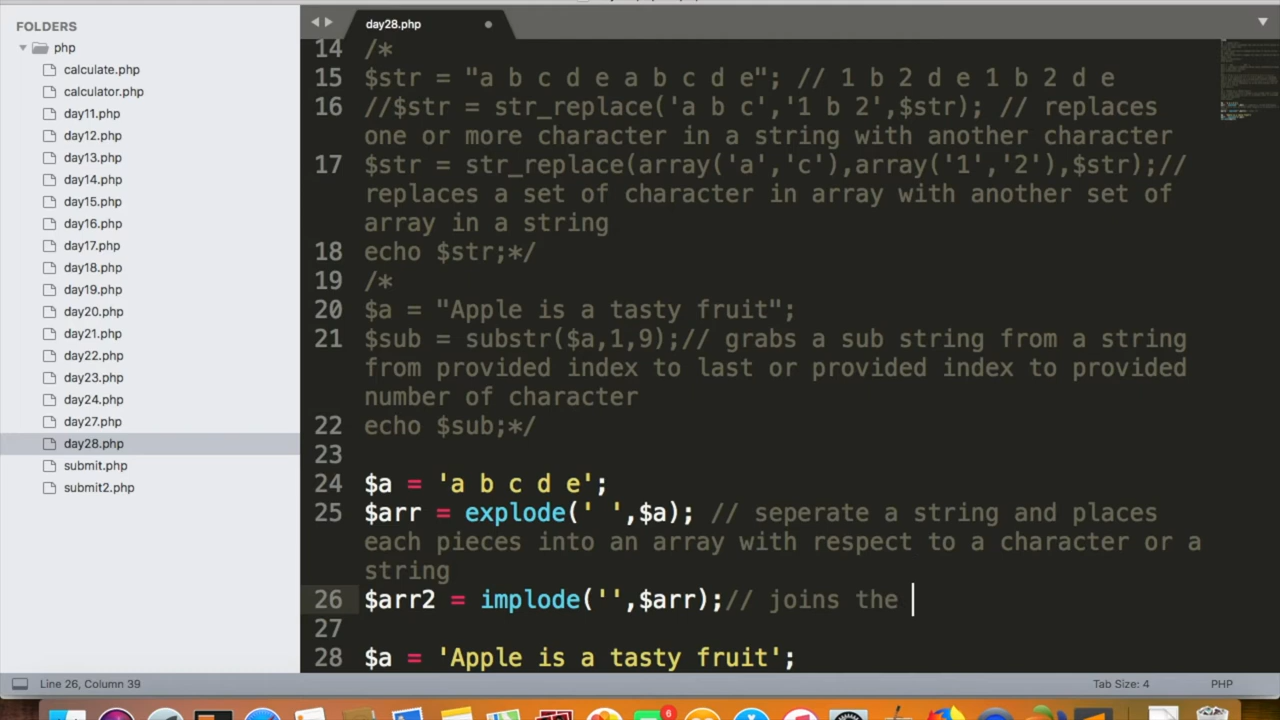 FOLDERS
php
calculate.php
calculator.php
day11.php
day12.php
day13.php
day14.php
day15.php
day16.php
day17.php
day18.php
day19.php
day20.php
day21.php
day22.php
day23.php
day24.php
day27.php
day28.php
submit.php
submit2.php
day28.php
14 /*
15 $str = "a b c d e a b c d e"; // 1 b 2 d e 1 b 2 d e
16 //$str = str_replace('a b c','1 b 2',$str); // replaces
one or more character in a string with another character
17 $str = str_replace(array('a','c'),array('1','2'),$str);//
replaces a set of character in array with another set of
array in a string
18 echo $str;*/
19 /*
20 $a = "Apple is a tasty fruit";
21 $sub = substr($a,1,9);// grabs a sub string from a string
from provided index to last or provided index to provided
number of character
22 echo $sub;*/
23
24 $a = 'a b c d e';
25 $arr = explode(' ',$a); // seperate a string and places
each pieces into an array with respect to a character or a
string
26 $arr2 = implode('',$arr);// joins the
27
28 $a = 'Apple is a tasty fruit';
Line 26, Column 39
Tab Size: 4
PHP
6